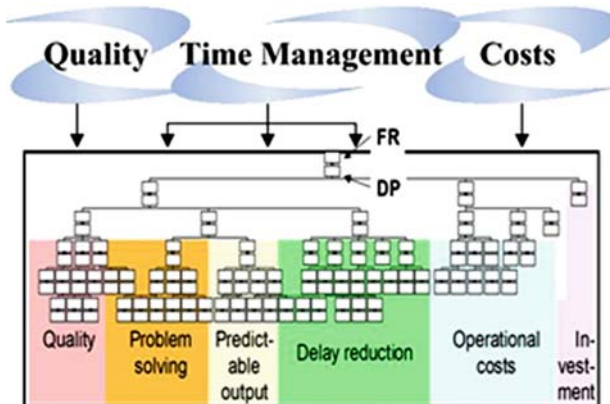 Quality Time Management Costs
FR
DP
Quality
Problem
solving
Predict-
able
output
Delay reduction
Operational
costs
In-
vest-
ment